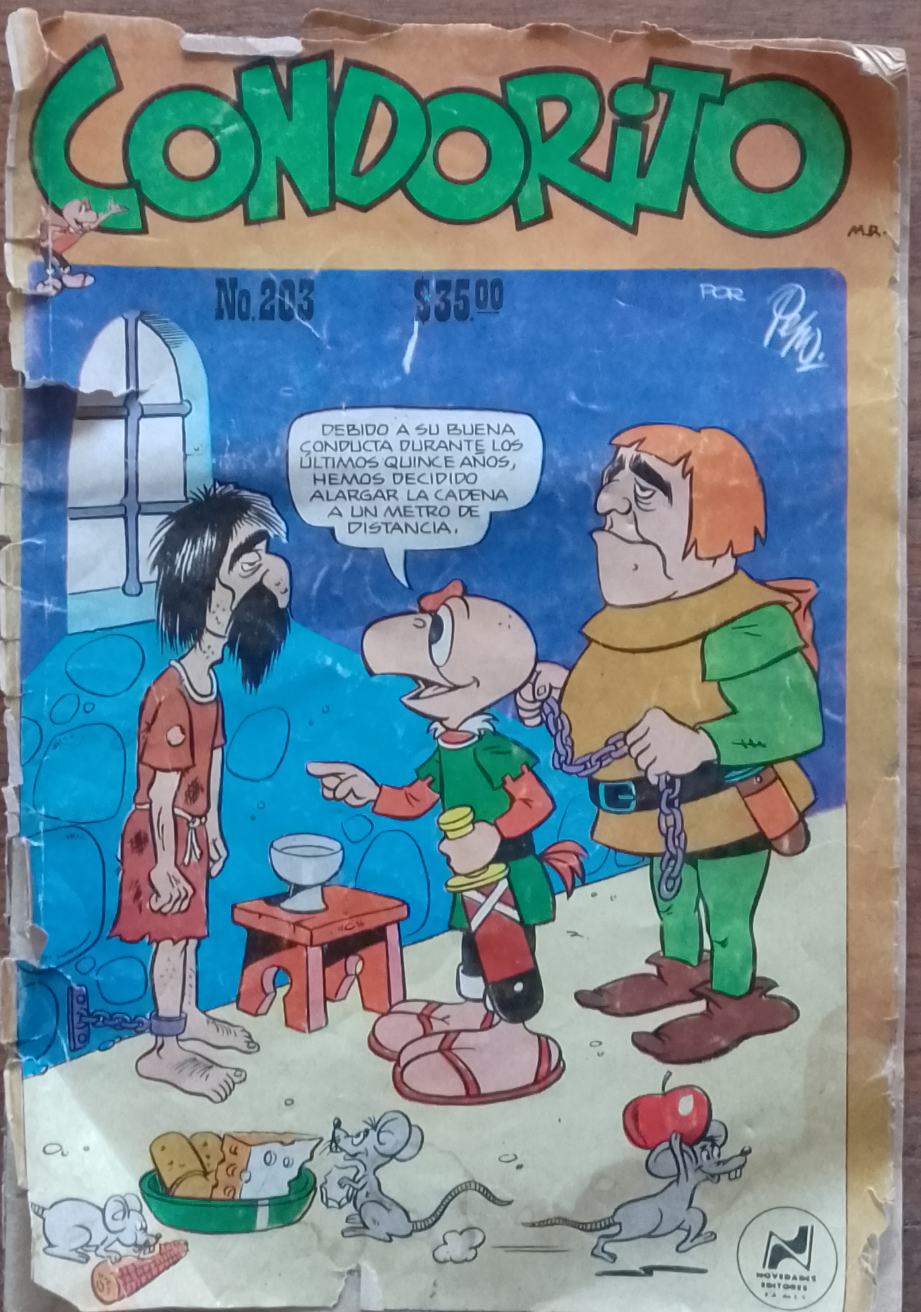 CONDORITO
M.R.
No. 203 $35.00 POR Pepo.
DEBIDO A SU BUENA
CONDUCTA DURANTE LOS
ÚLTIMOS QUINCE AÑOS,
HEMOS DECIDIDO
ALARGAR LA CADENA
A UN METRO DE
DISTANCIA.
N
NOVEDADES
EDITORES